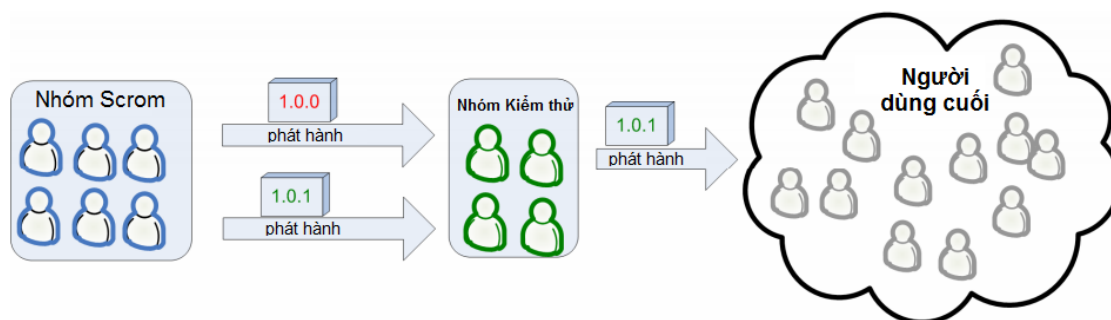 Nhóm Scrom
1.0.0
phát hành
1.0.1
phát hành
Nhóm Kiểm thử
1.0.1
phát hành
Người
dùng cuối